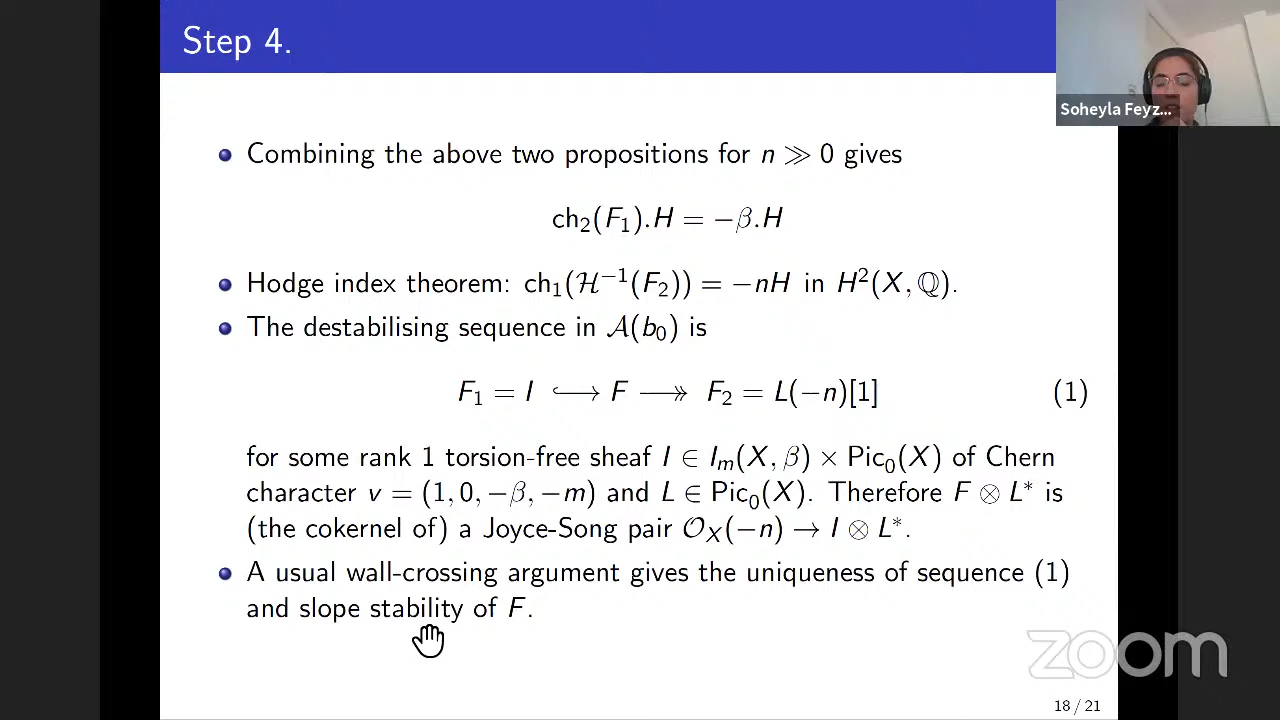 Step 4.
Soheyla Feyz...
Combining the above two propositions for n ≫ 0 gives
ch₂(F₁).H = −β.H
Hodge index theorem: ch₁(ℋ⁻¹(F₂)) = −nH in H²(X, ℚ).
The destabilising sequence in 𝒜(b₀) is
F₁ = I ↪ F ↠ F₂ = L(−n)[1] (1)
for some rank 1 torsion-free sheaf I ∈ Iₘ(X, β) × Pic₀(X) of Chern
character v = (1, 0, −β, −m) and L ∈ Pic₀(X). Therefore F ⊗ L* is
(the cokernel of) a Joyce-Song pair 𝒪_X(−n) → I ⊗ L*.
A usual wall-crossing argument gives the uniqueness of sequence (1)
and slope stability of F.
zoom
18 / 21